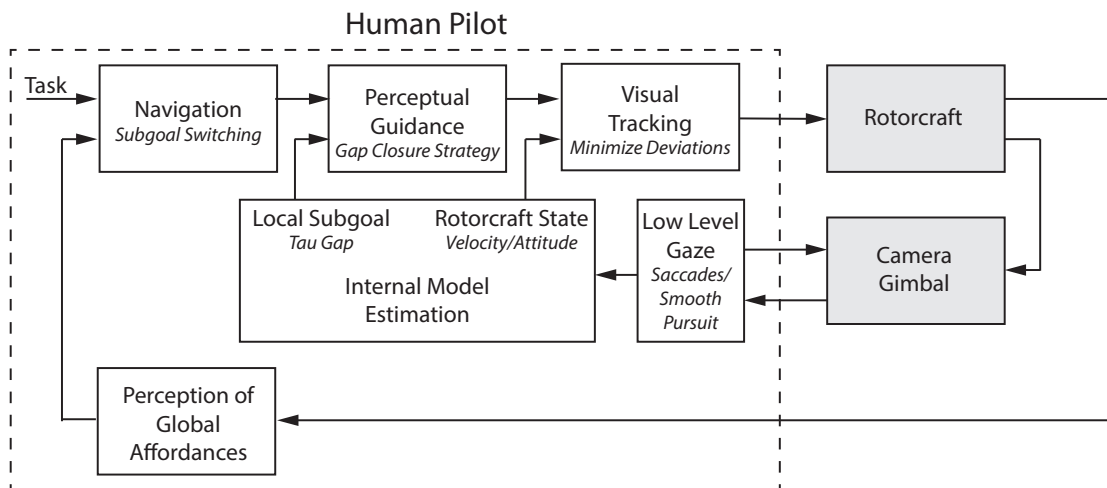 Human Pilot
Task
Navigation
Subgoal Switching
Perceptual
Guidance
Gap Closure Strategy
Visual
Tracking
Minimize Deviations
Rotorcraft
Local Subgoal
Tau Gap
Rotorcraft State
Velocity/Attitude
Internal Model
Estimation
Low Level
Gaze
Saccades/
Smooth
Pursuit
Camera
Gimbal
Perception of
Global
Affordances